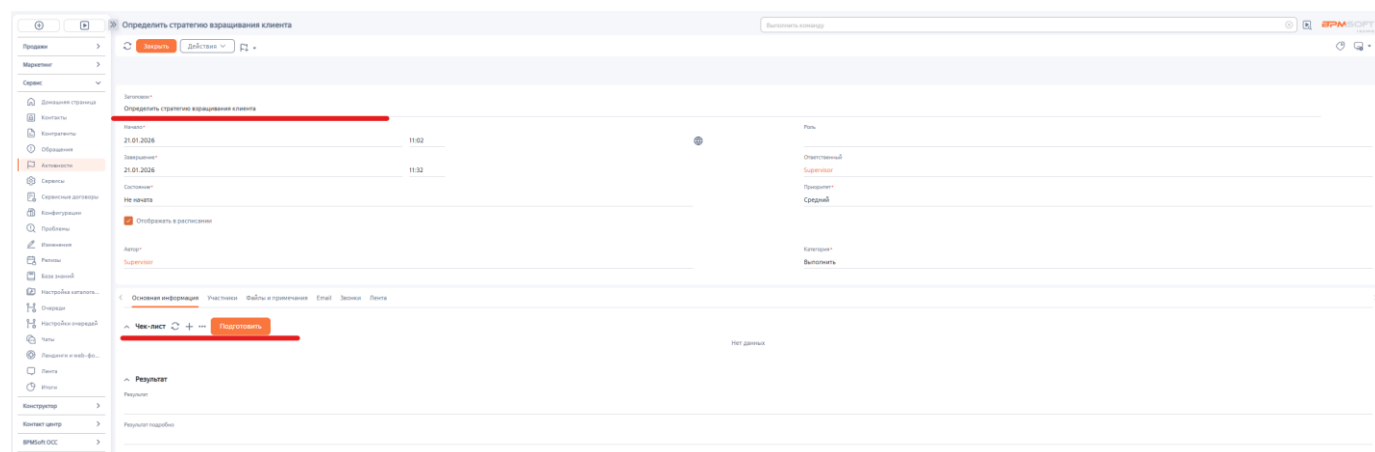 Определить стратегию взращивания клиента
Выполнить команду
BPMSOFT
Продажи
Закрыть
Действия
Маркетинг
Сервис
Домашняя страница
Контакты
Контрагенты
Обращения
Активности
Сервисы
Сервисные договоры
Конфигурации
Проблемы
Изменения
Релизы
База знаний
Настройка каталога...
Очереди
Настройки очередей
Чаты
Лендинги и web-фо...
Лента
Итоги
Конструктор
Контакт-центр
BPMSoft OCC
Заголовок*
Определить стратегию взращивания клиента
Начало*
21.01.2026 11:02
Завершение*
21.01.2026 11:32
Состояние*
Не начата
Отображать в расписании
Автор*
Supervisor
Роль
Ответственный
Supervisor
Приоритет*
Средний
Категория*
Выполнить
Основная информация Участники Файлы и примечания Email Звонки Лента
Чек-лист Подготовить
Нет данных
Результат
Результат
Результат подробно